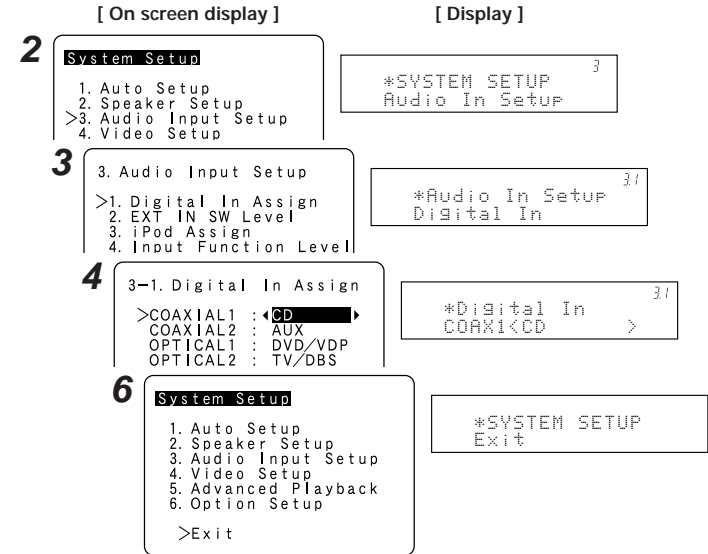 [ On screen display ] [ Display ]
2
System Setup
1. Auto Setup
2. Speaker Setup
>3. Audio Input Setup
4. Video Setup
3
*SYSTEM SETUP
Audio In Setup
3
3. Audio Input Setup
>1. Digital In Assign
2. EXT IN SW Level
3. iPod Assign
4. Input Function Level
3.1
*Audio In Setup
Digital In
4
3-1. Digital In Assign
>COAXIAL1 : ◂CD ▸
COAXIAL2 : AUX
OPTICAL1 : DVD/VDP
OPTICAL2 : TV/DBS
3.1
*Digital In
COAX1<CD >
6
System Setup
1. Auto Setup
2. Speaker Setup
3. Audio Input Setup
4. Video Setup
5. Advanced Playback
6. Option Setup
>Exit
*SYSTEM SETUP
Exit